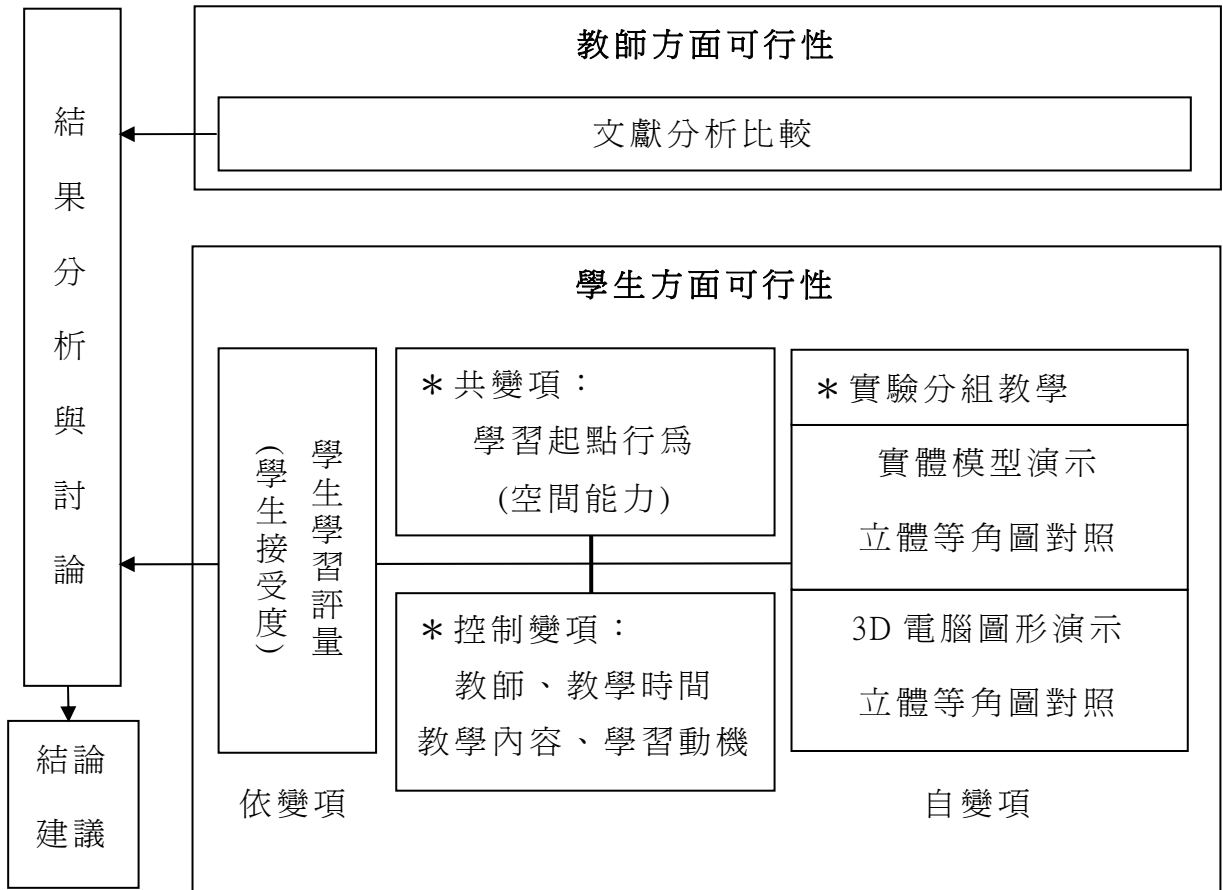 教師方面可行性
文獻分析比較
結果分析與討論
學生方面可行性
學生學習評量
(學生接受度)
＊共變項：
學習起點行為
(空間能力)
＊控制變項：
教師、教學時間
教學內容、學習動機
＊實驗分組教學
實體模型演示
立體等角圖對照
3D 電腦圖形演示
立體等角圖對照
依變項
自變項
結論
建議